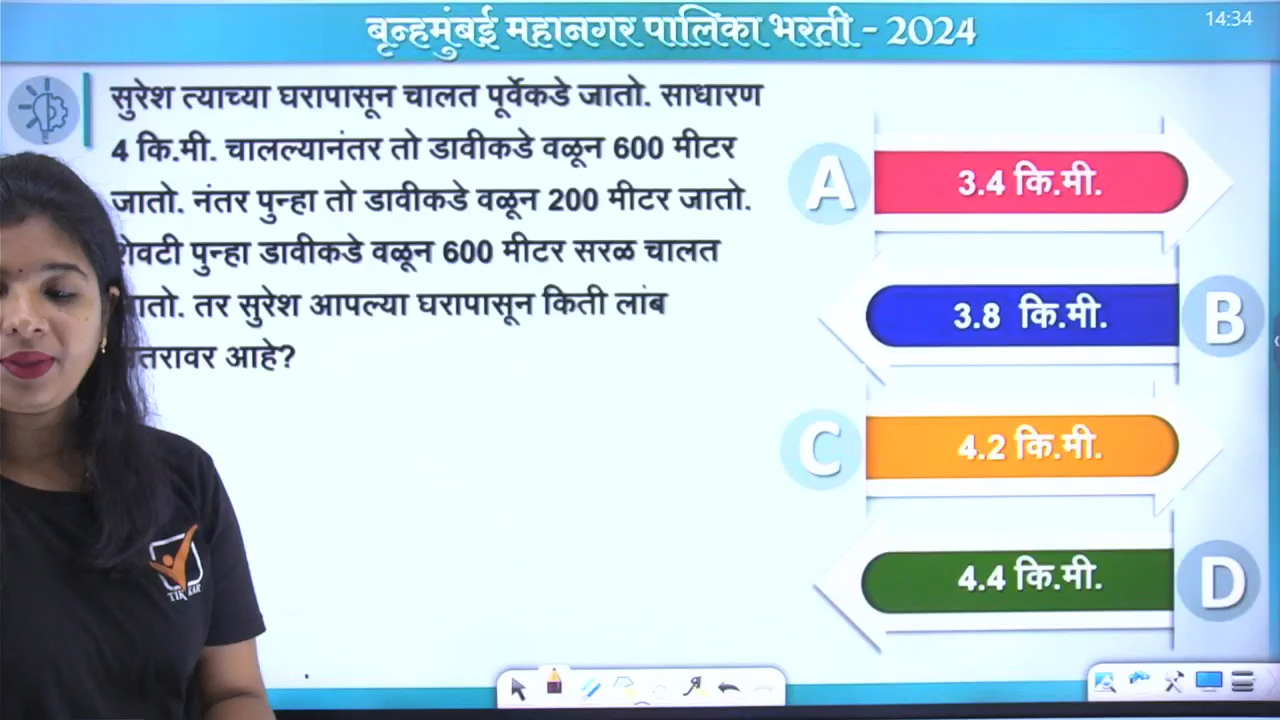 बृन्हमुंबई महानगर पालिका भरती - 2024
14:34
सुरेश त्याच्या घरापासून चालत पूर्वेकडे जातो. साधारण
4 कि.मी. चालल्यानंतर तो डावीकडे वळून 600 मीटर
जातो. नंतर पुन्हा तो डावीकडे वळून 200 मीटर जातो.
पुन्हा डावीकडे वळून 600 मीटर सरळ चालत
तर सुरेश आपल्या घरापासून किती लांब
आहे?
A 3.4 कि.मी.
3.8 कि.मी. B
C 4.2 कि.मी.
4.4 कि.मी. D